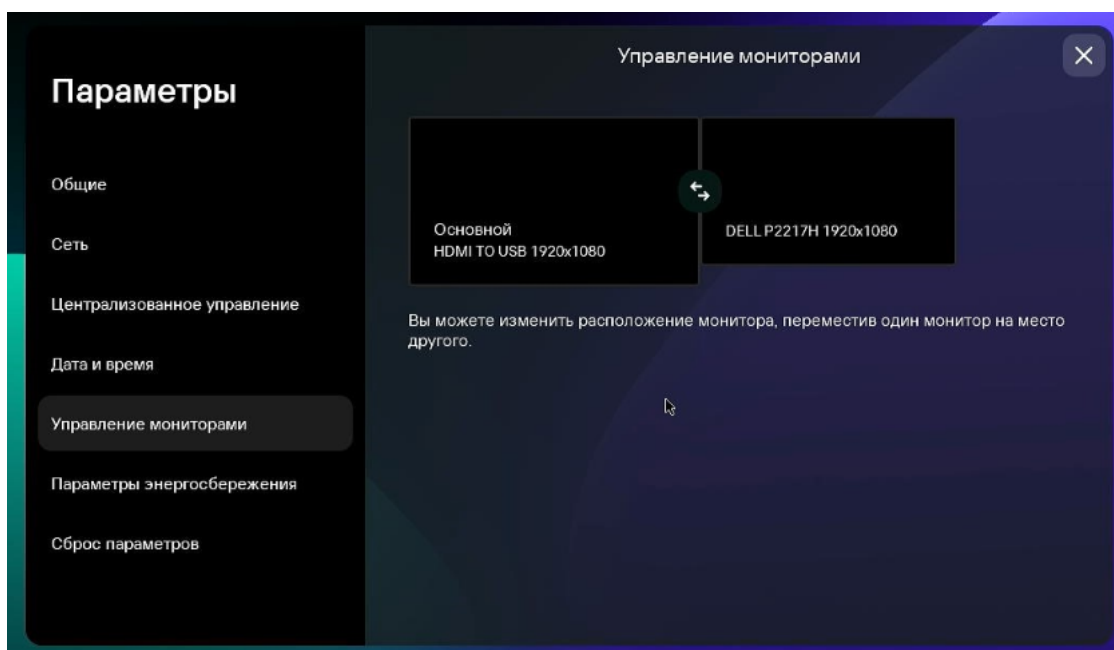 Параметры
Общие
Сеть
Централизованное управление
Дата и время
Управление мониторами
Параметры энергосбережения
Сброс параметров
Управление мониторами
Основной
HDMI TO USB 1920x1080
DELL P2217H 1920x1080
Вы можете изменить расположение монитора, переместив один монитор на место
другого.